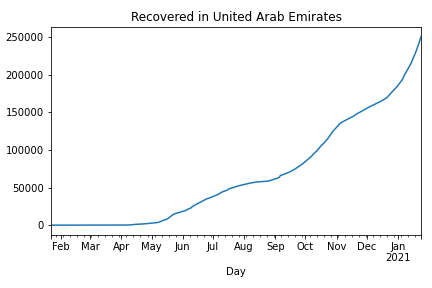 Recovered in United Arab Emirates
250000
200000
150000
100000
50000
0
Feb Mar Apr May Jun Jul Aug Sep Oct Nov Dec Jan
2021
Day